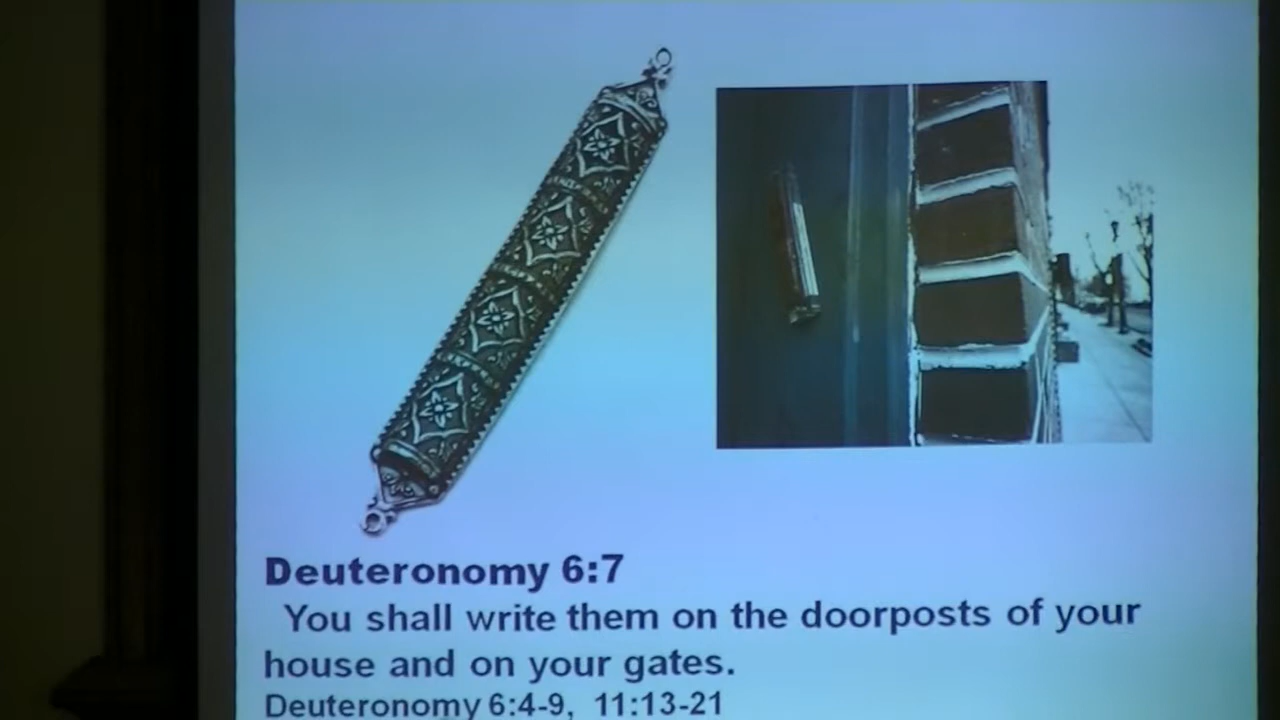 Deuteronomy 6:7
You shall write them on the doorposts of your
house and on your gates.
Deuteronomy 6:4-9, 11:13-21